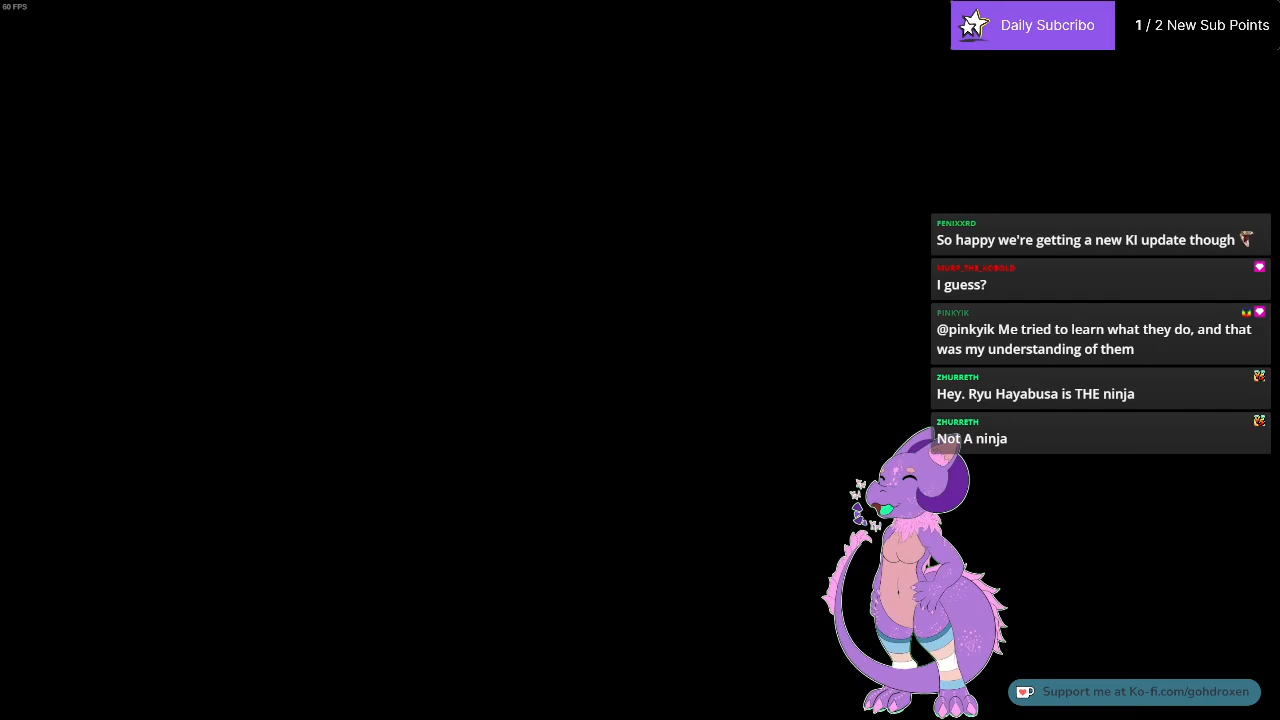 60 FPS
Daily Subcribo
1 / 2 New Sub Points
FENIXXRD
So happy we're getting a new KI update though
MURP_THE_KOBOLD
I guess?
PINKYIK
@pinkyik Me tried to learn what they do, and that
was my understanding of them
ZHURRETH
Hey. Ryu Hayabusa is THE ninja
ZHURRETH
Not A ninja
Support me at Ko-fi.com/gohdroxen